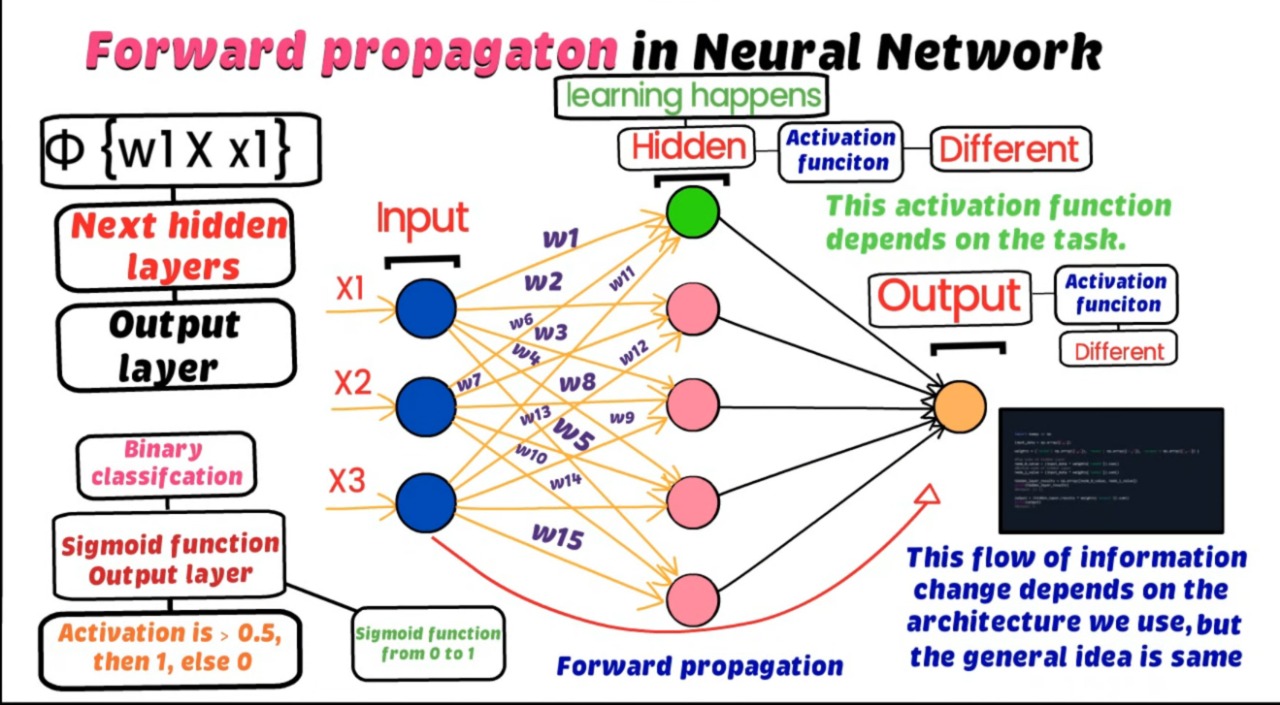 Forward propagaton in Neural Network
learning happens
Hidden
Activation
funciton
Different
This activation function
depends on the task.
Φ {w1 X x1}
Next hidden
layers
Output
layer
Input
X1
X2
X3
w1
w2
w11
w6
w3
w4
w12
w7
w8
w13
w9
w5
w10
w14
w15
Output
Activation
funciton
Different
Binary
classifcation
Sigmoid function
Output layer
Activation is > 0.5,
then 1, else 0
Sigmoid function
from 0 to 1
Forward propagation
This flow of information
change depends on the
architecture we use, but
the general idea is same